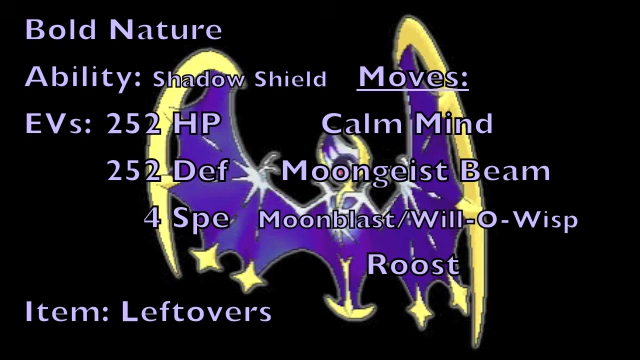 Bold Nature
Ability: Shadow Shield
Moves:
EVs: 252 HP
Calm Mind
252 Def
Moongeist Beam
4 Spe
Moonblast/Will-O-Wisp
Roost
Item: Leftovers